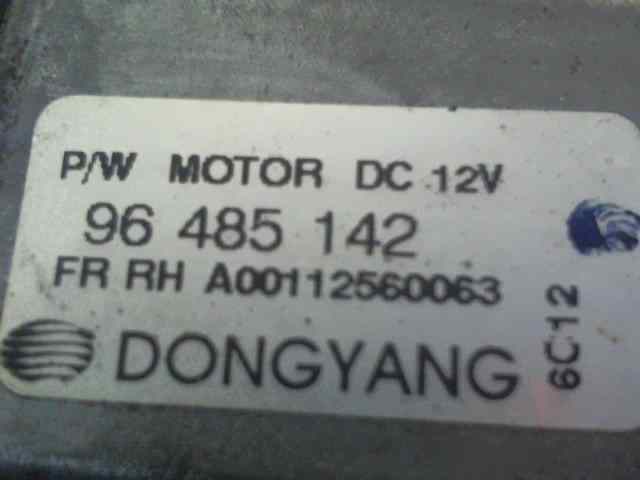 P/W MOTOR DC 12V
96 485 142
FR RH A00112560063
DONGYANG
6C12